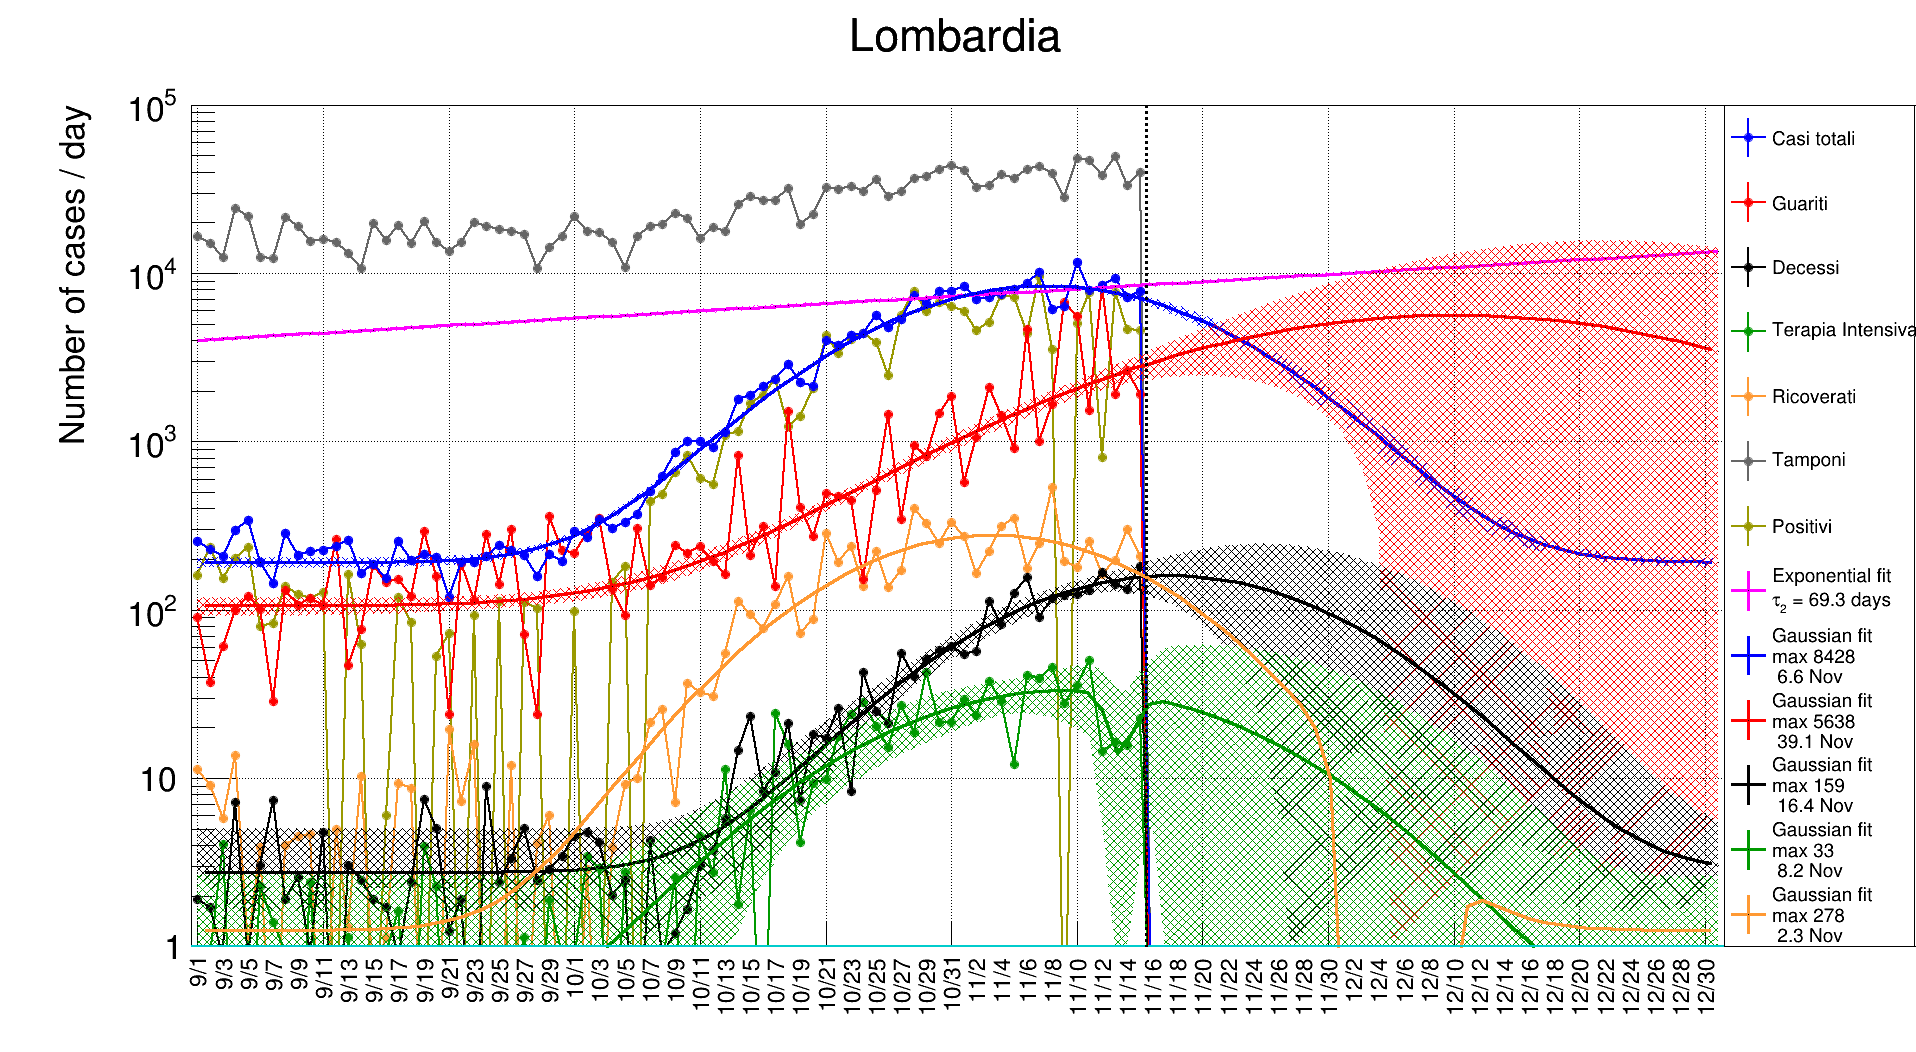 Lombardia
Number of cases / day
10^5
10^4
10^3
10^2
10
1
9/1
9/3
9/5
9/7
9/9
9/11
9/13
9/15
9/17
9/19
9/21
9/23
9/25
9/27
9/29
10/1
10/3
10/5
10/7
10/9
10/11
10/13
10/15
10/17
10/19
10/21
10/23
10/25
10/27
10/29
10/31
11/2
11/4
11/6
11/8
11/10
11/12
11/14
11/16
11/18
11/20
11/22
11/24
11/26
11/28
11/30
12/2
12/4
12/6
12/8
12/10
12/12
12/14
12/16
12/18
12/20
12/22
12/24
12/26
12/28
12/30
Casi totali
Guariti
Decessi
Terapia Intensiva
Ricoverati
Tamponi
Positivi
Exponential fit
τ₂ = 69.3 days
Gaussian fit
max 8428
6.6 Nov
Gaussian fit
max 5638
39.1 Nov
Gaussian fit
max 159
16.4 Nov
Gaussian fit
max 33
8.2 Nov
Gaussian fit
max 278
2.3 Nov